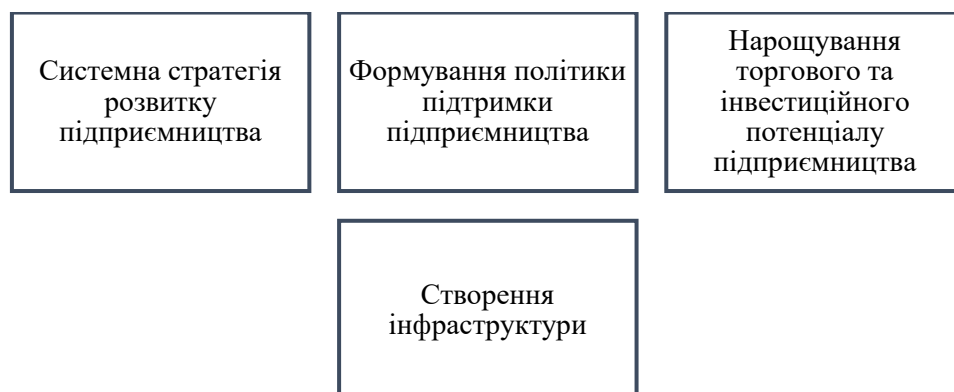 Системна стратегія
розвитку
підприємництва
Формування політики
підтримки
підприємництва
Нарощування
торгового та
інвестиційного
потенціалу
підприємництва
Створення
інфраструктури